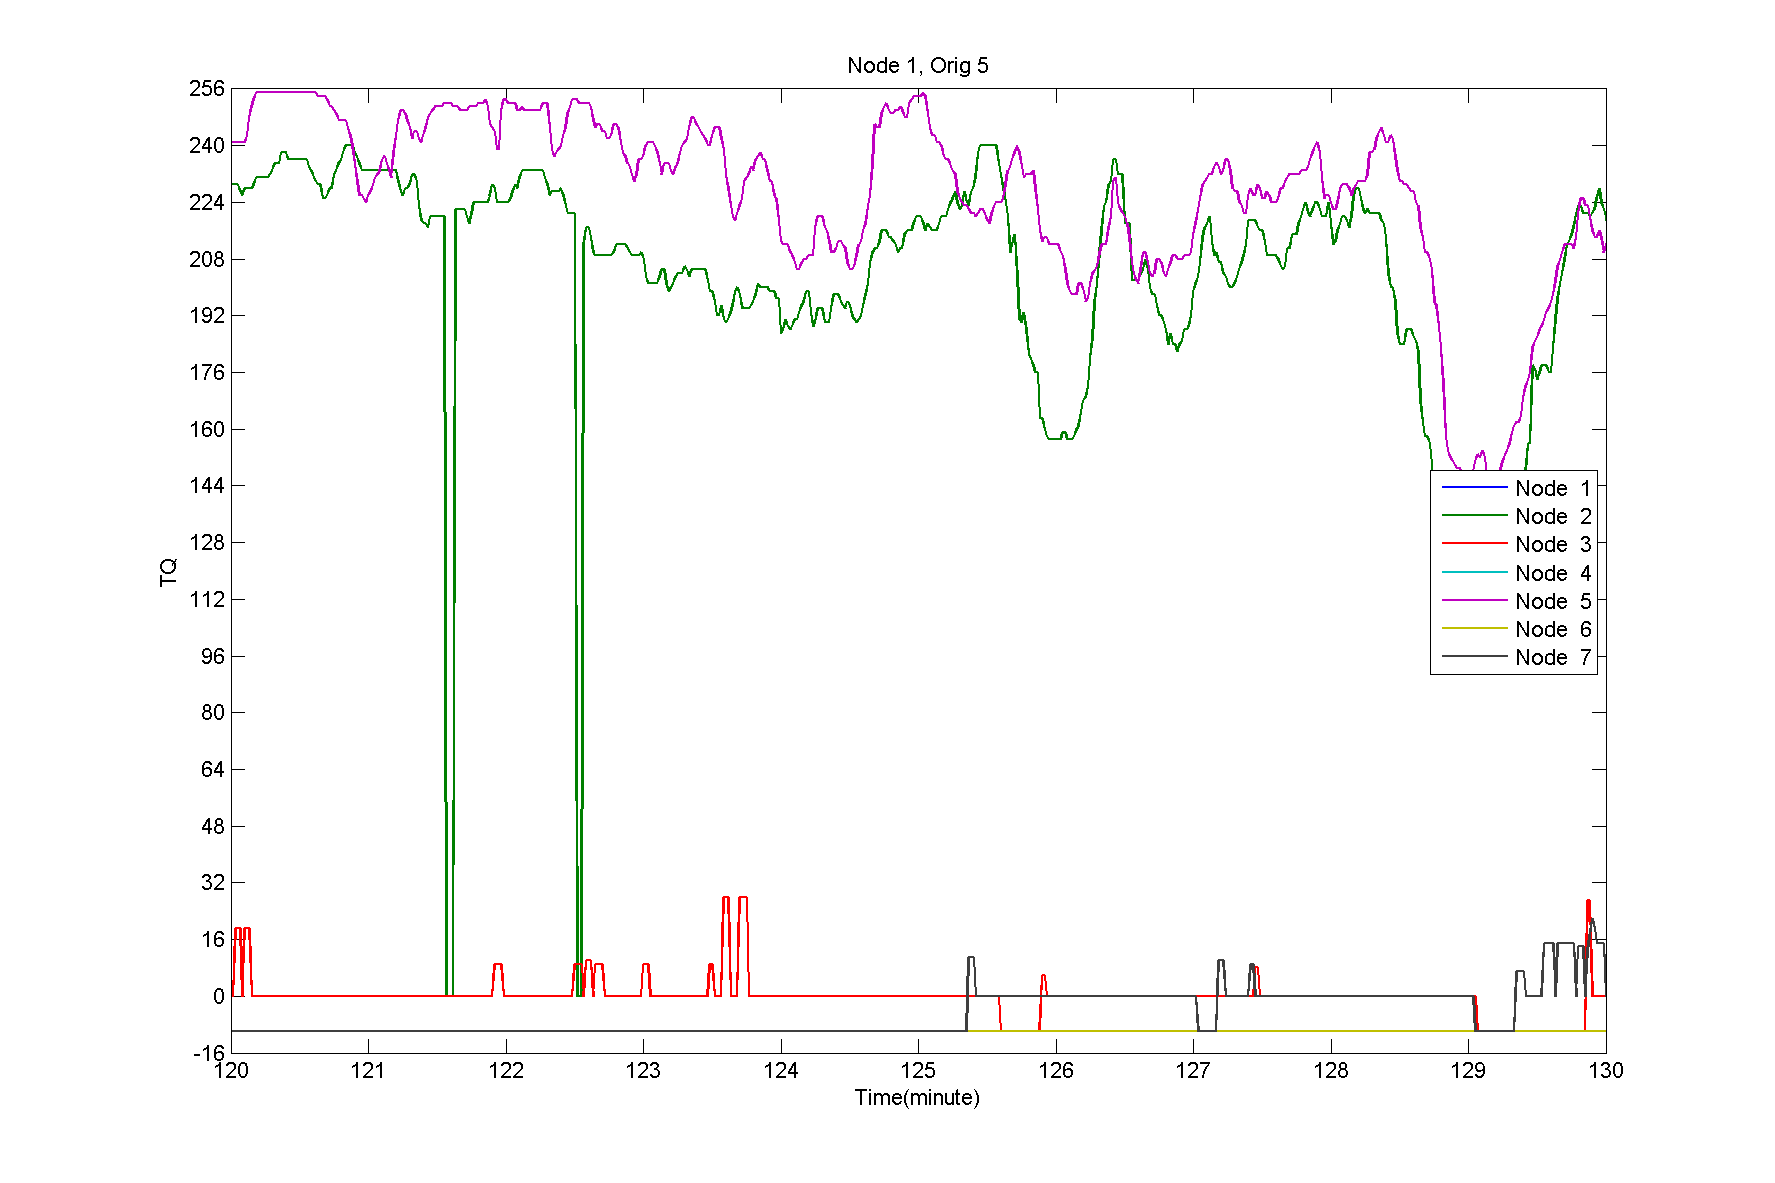 Node 1, Orig 5
256
240
224
208
192
176
160
144
128
112
96
80
64
48
32
16
0
-16
TQ
Node 1
Node 2
Node 3
Node 4
Node 5
Node 6
Node 7
120 121 122 123 124 125 126 127 128 129 130
Time(minute)